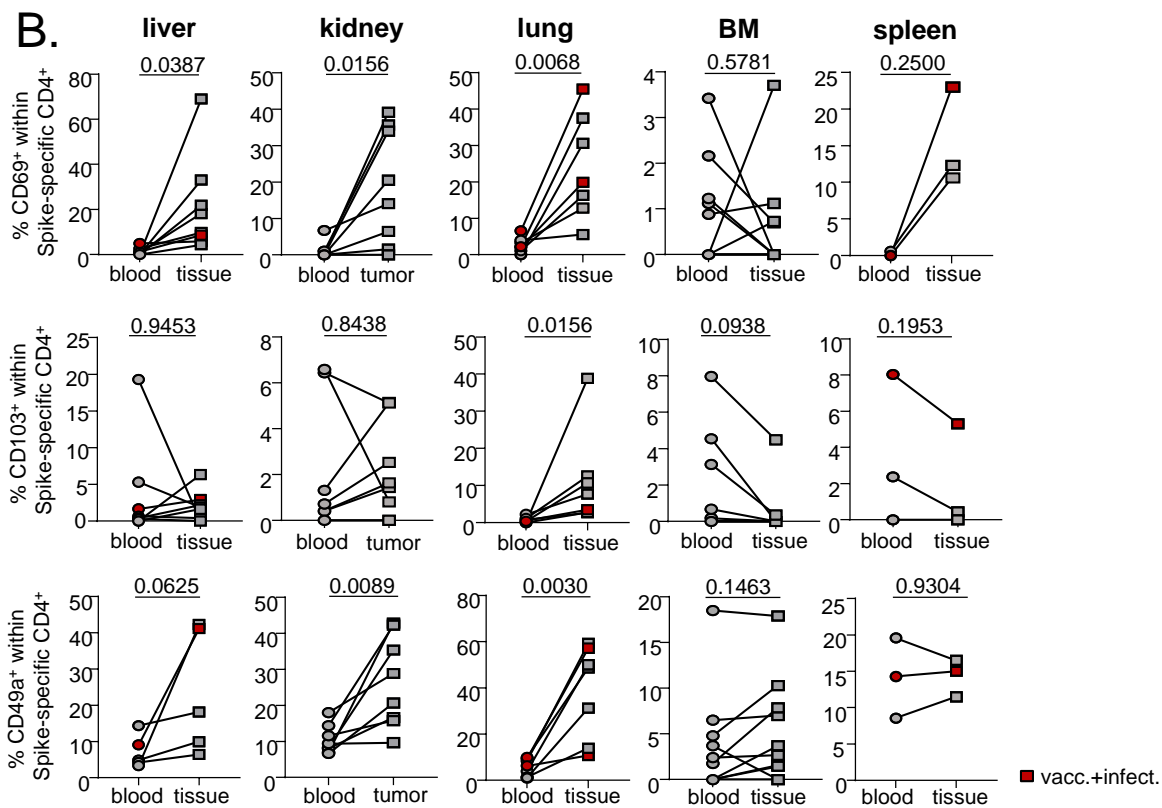 B.
liver kidney lung BM spleen
% CD69⁺ within
Spike-specific CD4⁺
0.0387 0.0156 0.0068 0.5781 0.2500
80 60 40 20 0
50 40 30 20 10 0
50 40 30 20 10 0
4 3 2 1 0
25 20 15 10 5 0
blood tissue blood tumor blood tissue blood tissue blood tissue
% CD103⁺ within
Spike-specific CD4⁺
0.9453 0.8438 0.0156 0.0938 0.1953
25 20 15 10 5 0
8 6 4 2 0
50 40 30 20 10 0
10 8 6 4 2 0
10 8 6 4 2 0
blood tissue blood tumor blood tissue blood tissue blood tissue
% CD49a⁺ within
Spike-specific CD4⁺
0.0625 0.0089 0.0030 0.1463 0.9304
50 40 30 20 10 0
50 40 30 20 10 0
80 60 40 20 0
20 15 10 5 0
25 20 15 10 5 0
blood tissue blood tumor blood tissue blood tissue blood tissue
vacc.+infect.